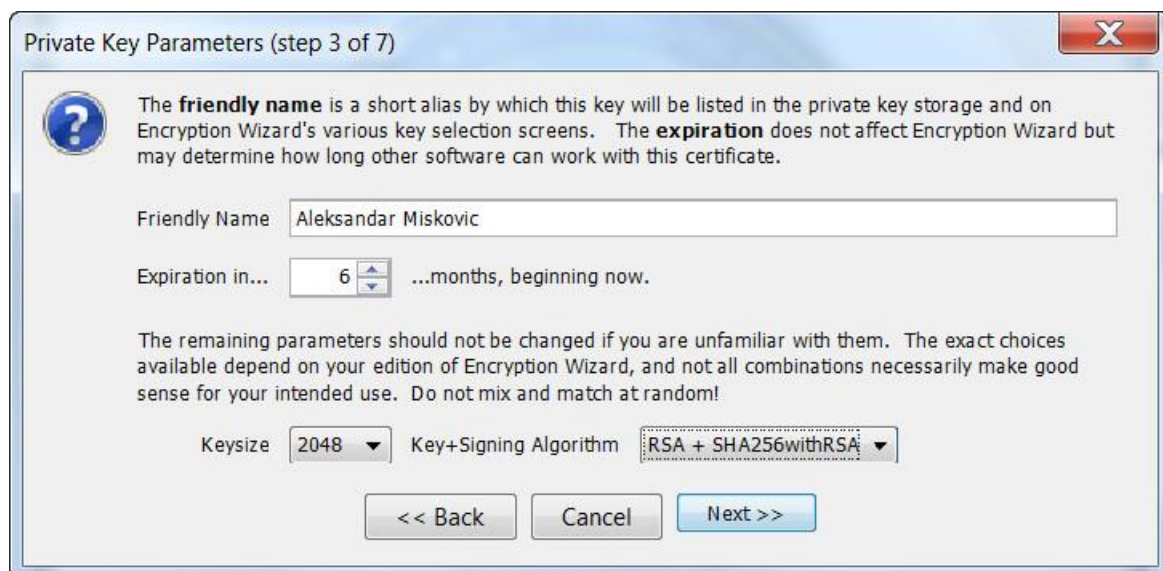 Private Key Parameters (step 3 of 7)
The friendly name is a short alias by which this key will be listed in the private key storage and on
Encryption Wizard's various key selection screens. The expiration does not affect Encryption Wizard but
may determine how long other software can work with this certificate.
Friendly Name Aleksandar Miskovic
Expiration in... 6 ...months, beginning now.
The remaining parameters should not be changed if you are unfamiliar with them. The exact choices
available depend on your edition of Encryption Wizard, and not all combinations necessarily make good
sense for your intended use. Do not mix and match at random!
Keysize 2048 Key+Signing Algorithm RSA + SHA256withRSA
<< Back Cancel Next >>